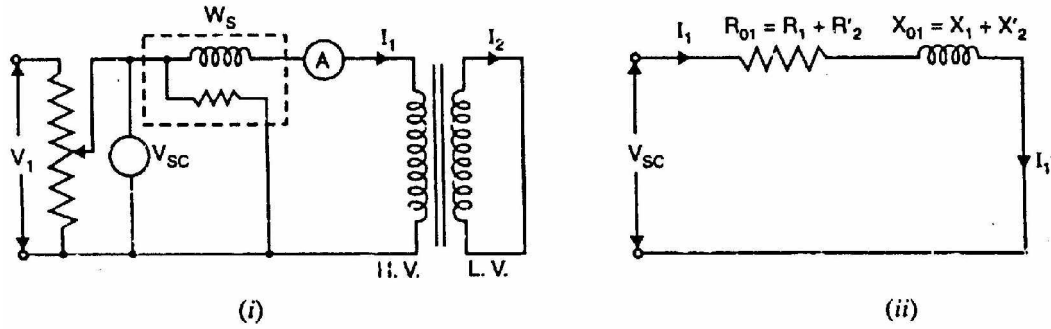 W_S
I_1
I_2
A
V_1
V_SC
H. V.
L. V.
(i)
I_1
R_01 = R_1 + R'_2
X_01 = X_1 + X'_2
V_SC
I_1
(ii)